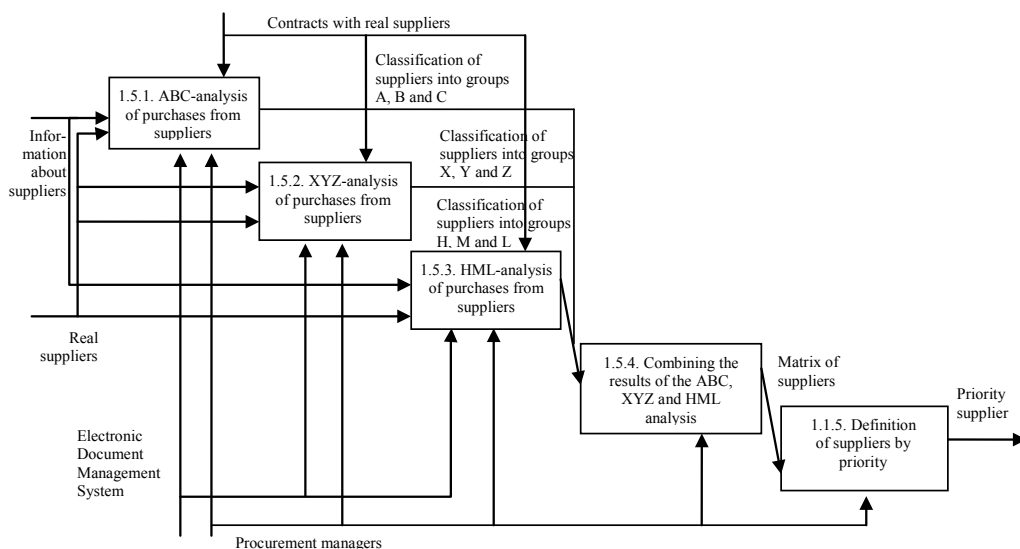 Contracts with real suppliers
Classification of
suppliers into groups
A, B and C
1.5.1. ABC-analysis
of purchases from
suppliers
Infor-
mation
about
suppliers
Classification of
suppliers into groups
X, Y and Z
1.5.2. XYZ-analysis
of purchases from
suppliers
Classification of
suppliers into groups
H, M and L
1.5.3. HML-analysis
of purchases from
suppliers
Real
suppliers
1.5.4. Combining the
results of the ABC,
XYZ and HML
analysis
Matrix of
suppliers
Priority
supplier
1.1.5. Definition
of suppliers by
priority
Electronic
Document
Management
System
Procurement managers